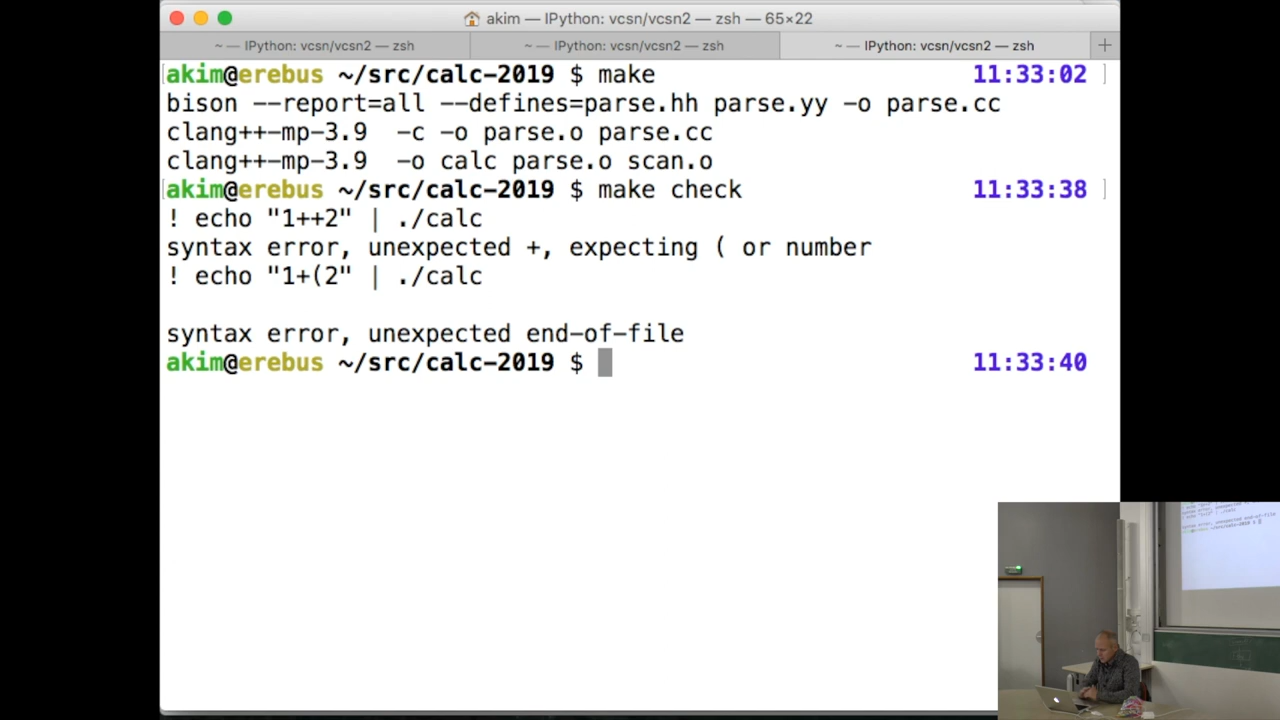 akim — IPython: vcsn/vcsn2 — zsh — 65×22
~ — IPython: vcsn/vcsn2 — zsh
~ — IPython: vcsn/vcsn2 — zsh
~ — IPython: vcsn/vcsn2 — zsh
[akim@erebus ~/src/calc-2019 $ make 11:33:02 ]
bison --report=all --defines=parse.hh parse.yy -o parse.cc
clang++-mp-3.9  -c -o parse.o parse.cc
clang++-mp-3.9  -o calc parse.o scan.o
[akim@erebus ~/src/calc-2019 $ make check 11:33:38 ]
! echo "1++2" | ./calc
syntax error, unexpected +, expecting ( or number
! echo "1+(2" | ./calc
syntax error, unexpected end-of-file
akim@erebus ~/src/calc-2019 $ 11:33:40